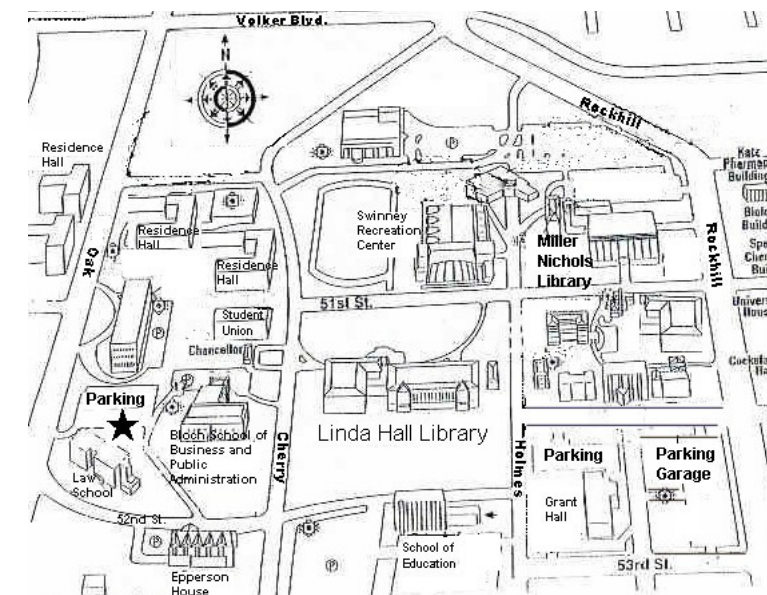 Volker Blvd.
N
Rockhill
Residence
Hall
P
Katz
Pharmac
Building
Swinney
Recreation
Center
Residence
Hall
Miller
Nichols
Library
Oak
Rockhill
Residence
Hall
51st St.
Student
Union
P
Chancellor
Parking
P
Bloch School of
Business and
Public
Administration
Cherry
Linda Hall Library
Holmes
Parking
Parking
Garage
Law
School
Grant
Hall
52nd St.
P
School of
Education
P
53rd St.
Epperson
House